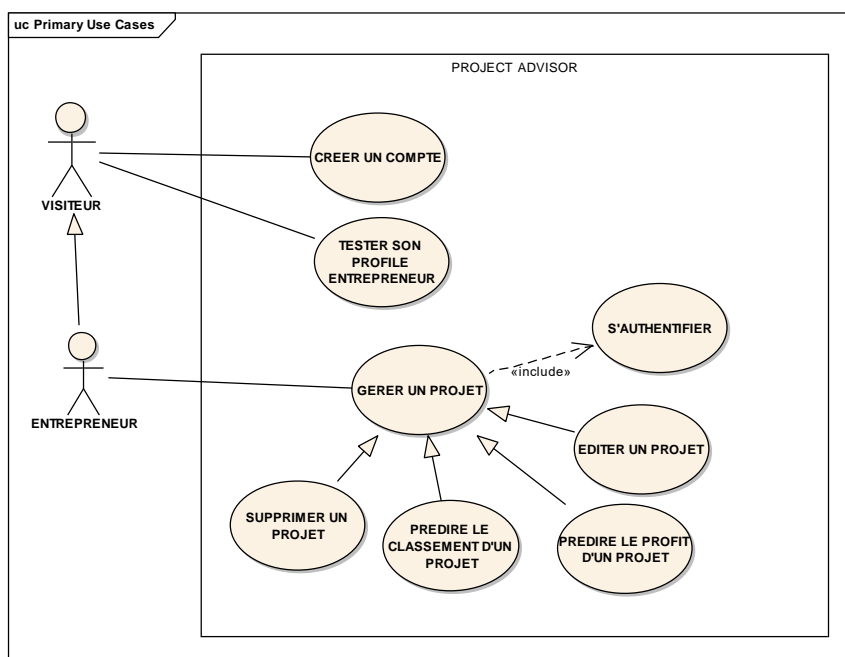 uc Primary Use Cases
PROJECT ADVISOR
CREER UN COMPTE
VISITEUR
TESTER SON
PROFILE
ENTREPRENEUR
S'AUTHENTIFIER
«include»
GERER UN PROJET
ENTREPRENEUR
EDITER UN PROJET
SUPPRIMER UN
PROJET
PREDIRE LE
CLASSEMENT D'UN
PROJET
PREDIRE LE PROFIT
D'UN PROJET